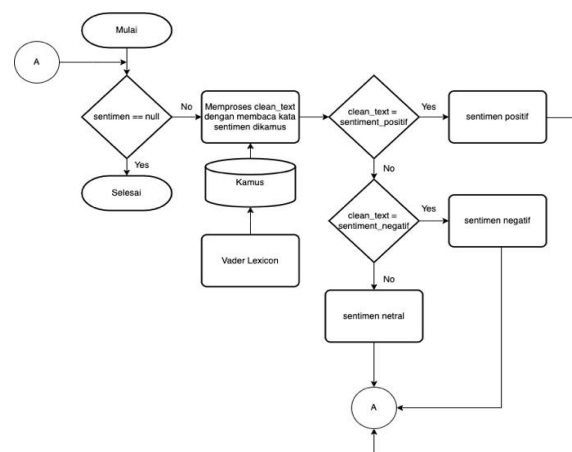 Mulai
A
sentimen == null
No
Memproses clean_text
dengan membaca kata
sentimen dikamus
clean_text =
sentiment_positif
Yes
sentimen positif
Yes
No
Selesai
Kamus
clean_text =
sentiment_negatif
Yes
sentimen negatif
Vader Lexicon
No
sentimen netral
A